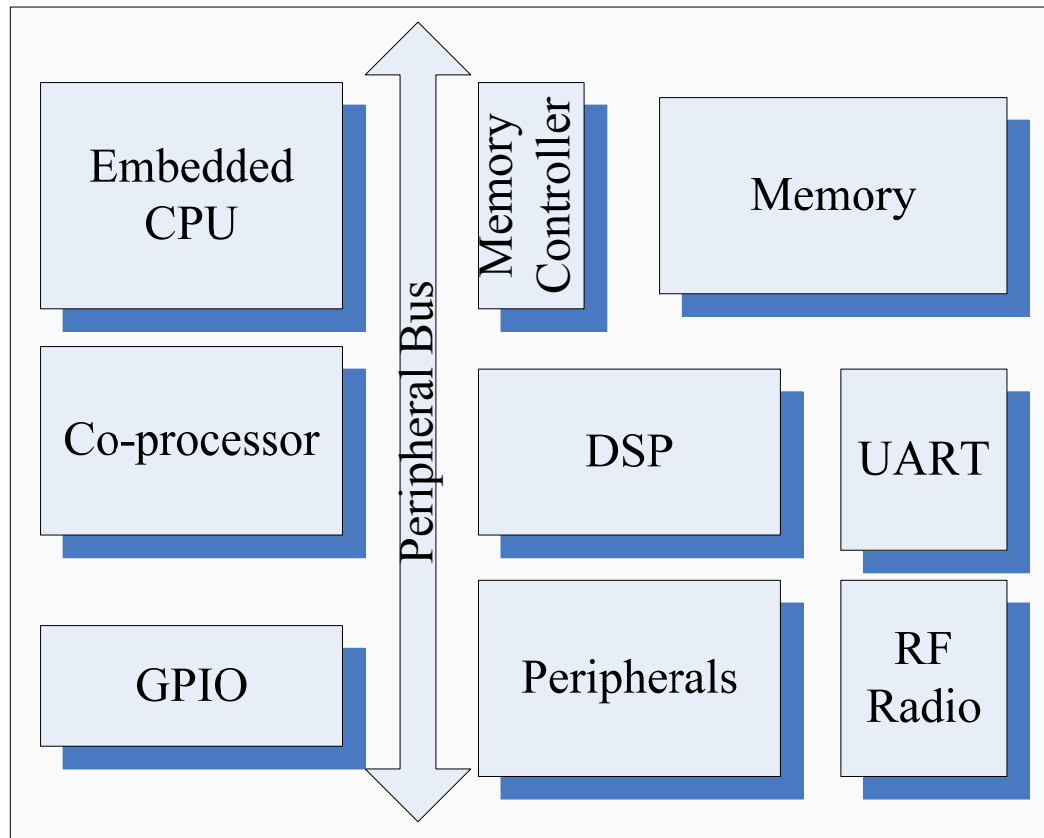 Embedded
CPU
Memory
Controller
Memory
Co-processor
Peripheral Bus
DSP
UART
GPIO
Peripherals
RF
Radio